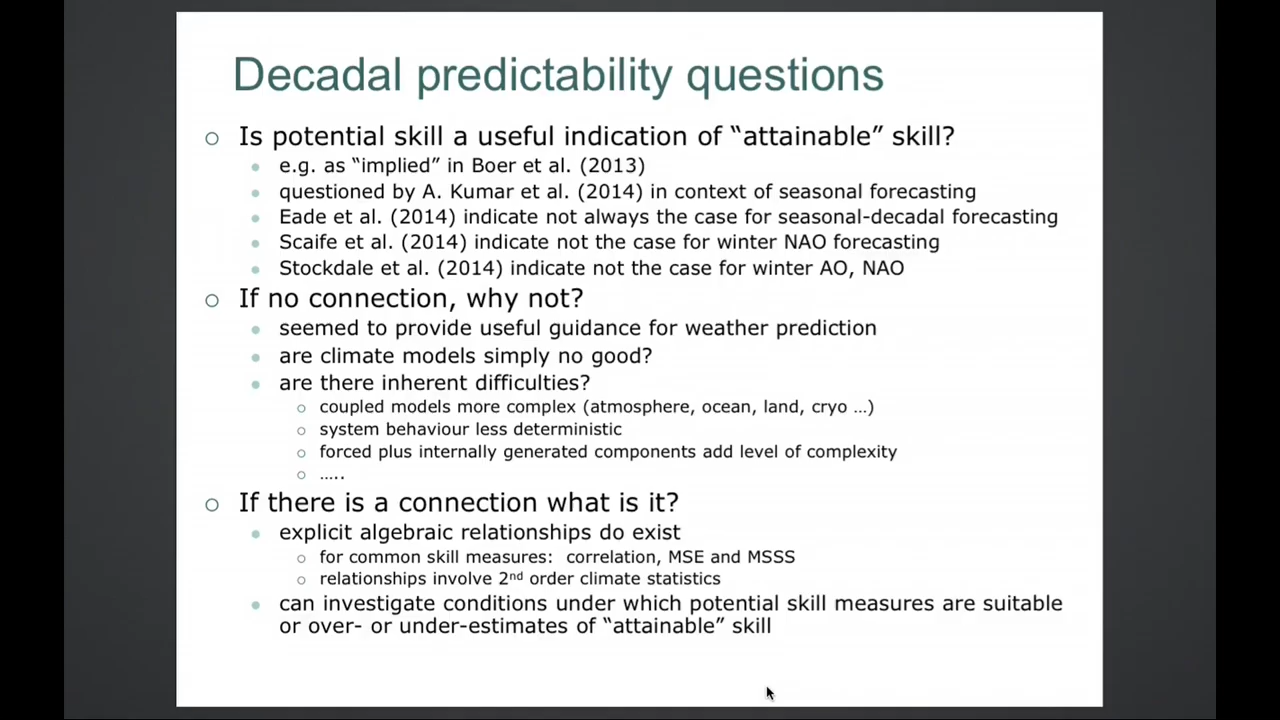 Decadal predictability questions
Is potential skill a useful indication of “attainable” skill?
e.g. as “implied” in Boer et al. (2013)
questioned by A. Kumar et al. (2014) in context of seasonal forecasting
Eade et al. (2014) indicate not always the case for seasonal-decadal forecasting
Scaife et al. (2014) indicate not the case for winter NAO forecasting
Stockdale et al. (2014) indicate not the case for winter AO, NAO
If no connection, why not?
seemed to provide useful guidance for weather prediction
are climate models simply no good?
are there inherent difficulties?
coupled models more complex (atmosphere, ocean, land, cryo …)
system behaviour less deterministic
forced plus internally generated components add level of complexity
…..
If there is a connection what is it?
explicit algebraic relationships do exist
for common skill measures: correlation, MSE and MSSS
relationships involve 2nd order climate statistics
can investigate conditions under which potential skill measures are suitable
or over- or under-estimates of “attainable” skill